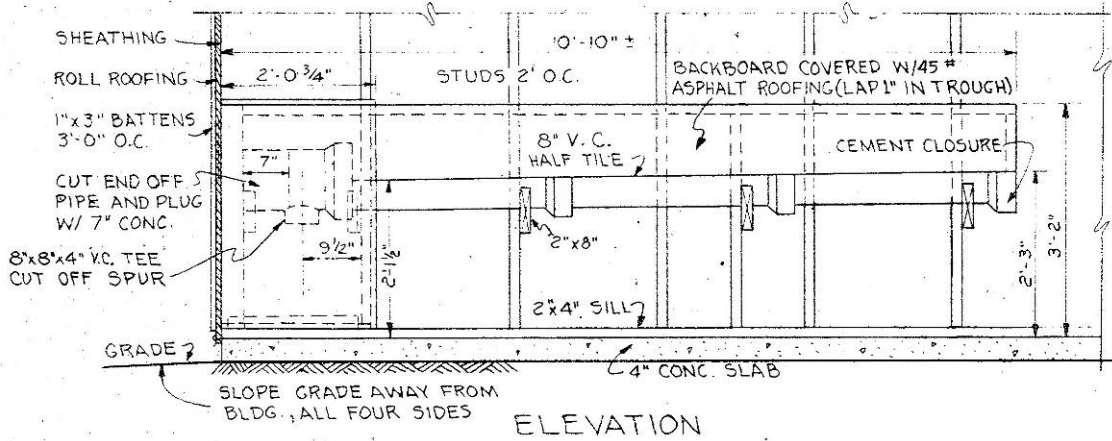 SHEATHING
10'-10" ±
ROLL ROOFING
2'-0 3/4"
STUDS 2' O.C.
BACKBOARD COVERED W/45 #
ASPHALT ROOFING (LAP 1" IN TROUGH)
1"x3" BATTENS
3'-0" O.C.
8" V.C.
HALF TILE
CEMENT CLOSURE
7"
CUT END OFF
PIPE AND PLUG
W/ 7" CONC.
8"x8"x4" V.C. TEE
CUT OFF SPUR
9 1/2"
2'-1 1/2"
2"x8"
2'-3"
3'-2"
2"x4" SILL
GRADE
4" CONC. SLAB
SLOPE GRADE AWAY FROM
BLDG., ALL FOUR SIDES
ELEVATION